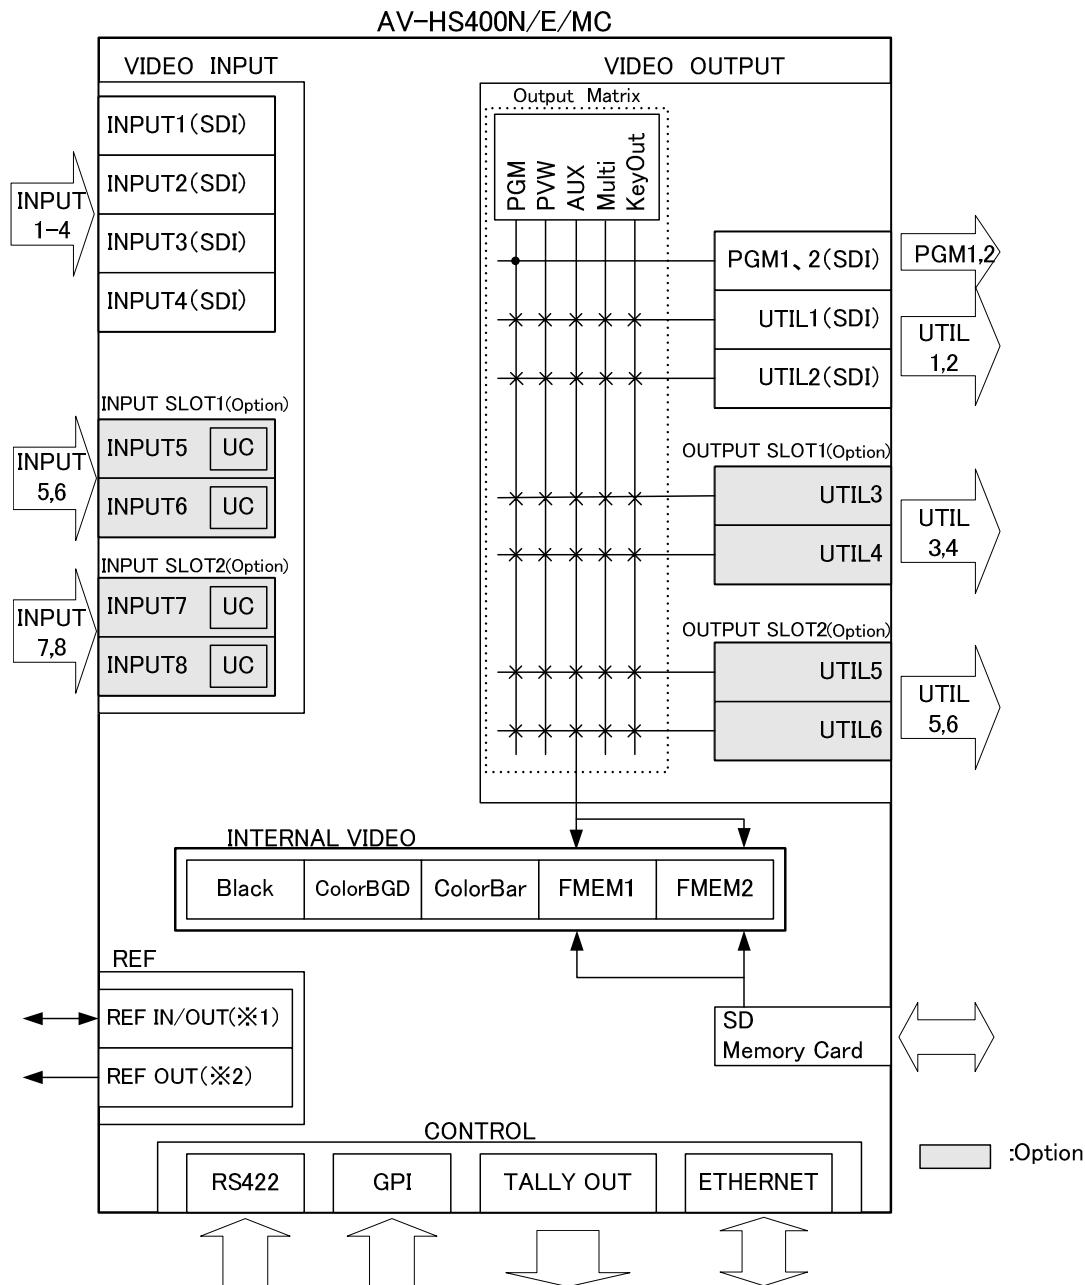 AV-HS400N/E/MC
VIDEO INPUT
INPUT1(SDI)
INPUT2(SDI)
INPUT3(SDI)
INPUT4(SDI)
INPUT
1-4
INPUT SLOT1(Option)
INPUT5 UC
INPUT6 UC
INPUT
5,6
INPUT SLOT2(Option)
INPUT7 UC
INPUT8 UC
INPUT
7,8
VIDEO OUTPUT
Output Matrix
PGM
PVW
AUX
Multi
KeyOut
PGM1、2(SDI)
UTIL1(SDI)
UTIL2(SDI)
PGM1,2
UTIL
1,2
OUTPUT SLOT1(Option)
UTIL3
UTIL4
UTIL
3,4
OUTPUT SLOT2(Option)
UTIL5
UTIL6
UTIL
5,6
INTERNAL VIDEO
Black ColorBGD ColorBar FMEM1 FMEM2
REF
REF IN/OUT(※1)
REF OUT(※2)
SD
Memory Card
CONTROL
RS422 GPI TALLY OUT ETHERNET
:Option